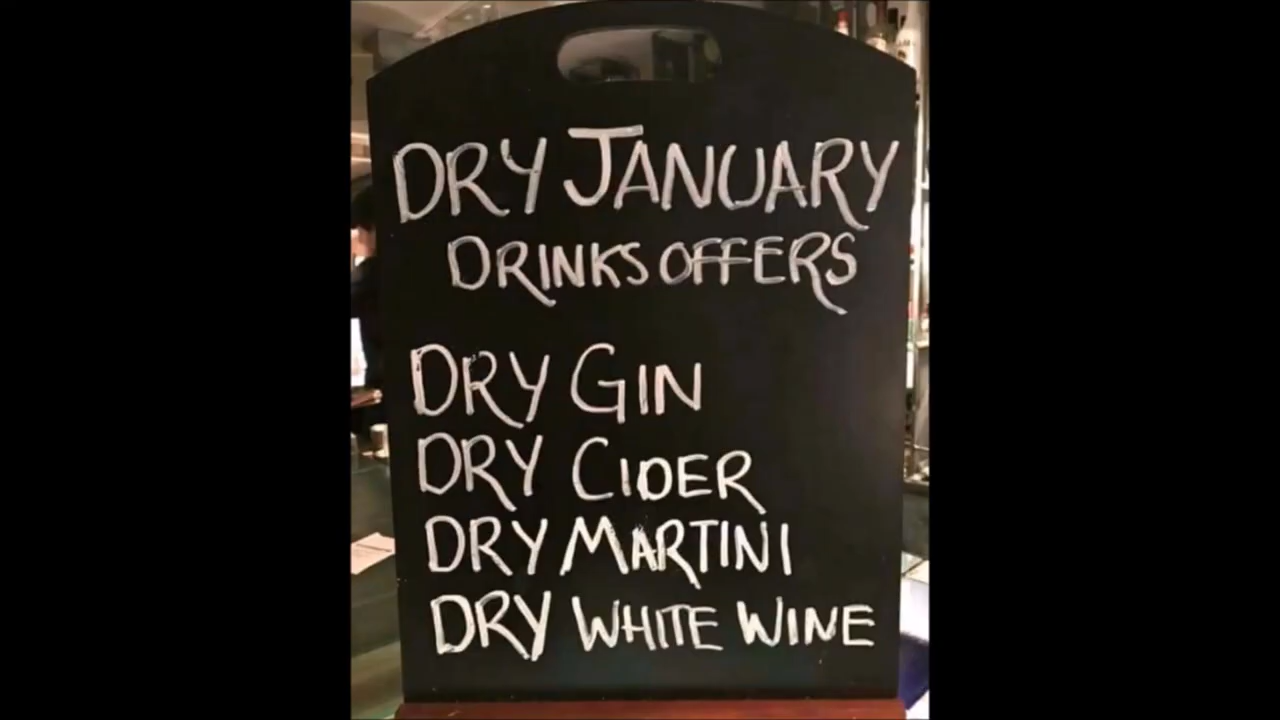 DRY JANUARY
DRINKS OFFERS
DRY GIN
DRY CIDER
DRY MARTINI
DRY WHITE WINE